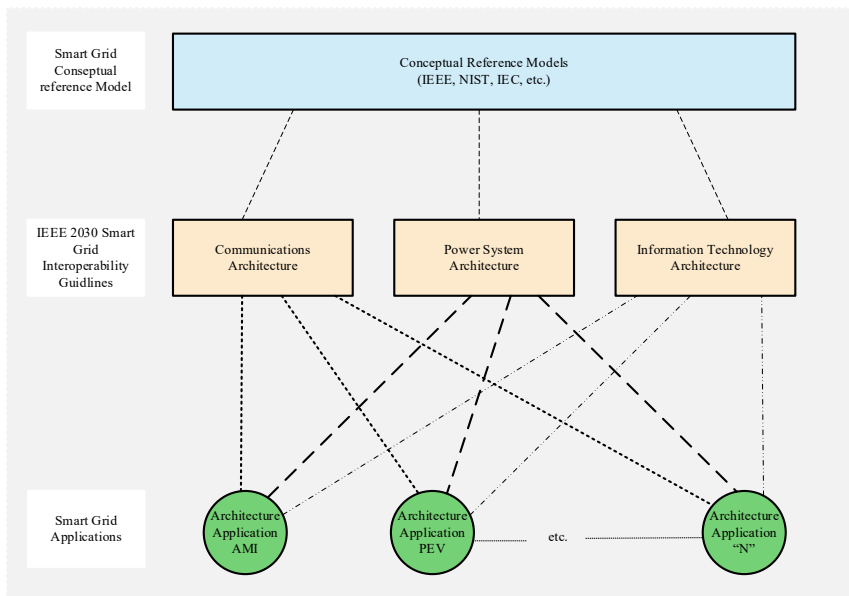 Smart Grid
Conseptual
reference Model
Conceptual Reference Models
(IEEE, NIST, IEC, etc.)
IEEE 2030 Smart
Grid
Interoperability
Guidlines
Communications
Architecture
Power System
Architecture
Information Technology
Architecture
Smart Grid
Applications
Architecture
Application
AMI
Architecture
Application
PEV
etc.
Architecture
Application
“N”